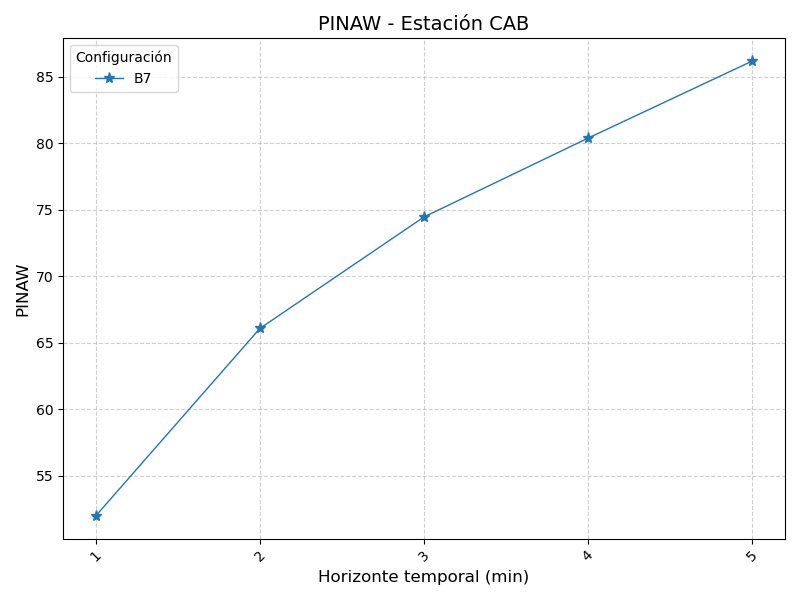 PINAW - Estación CAB
Configuración
B7
PINAW
85
80
75
70
65
60
55
1 2 3 4 5
Horizonte temporal (min)